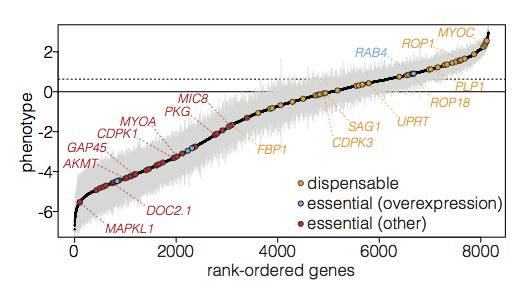 MYOC
ROP1
RAB4
2
PLP1
0
ROP18
MIC8
PKG
MYOA
UPRT
SAG1
-2
CDPK1
FBP1
CDPK3
GAP45
phenotype
AKMT
-4
dispensable
DOC2.1
essential (overexpression)
-6
MAPKL1
essential (other)
0 2000 4000 6000 8000
rank-ordered genes